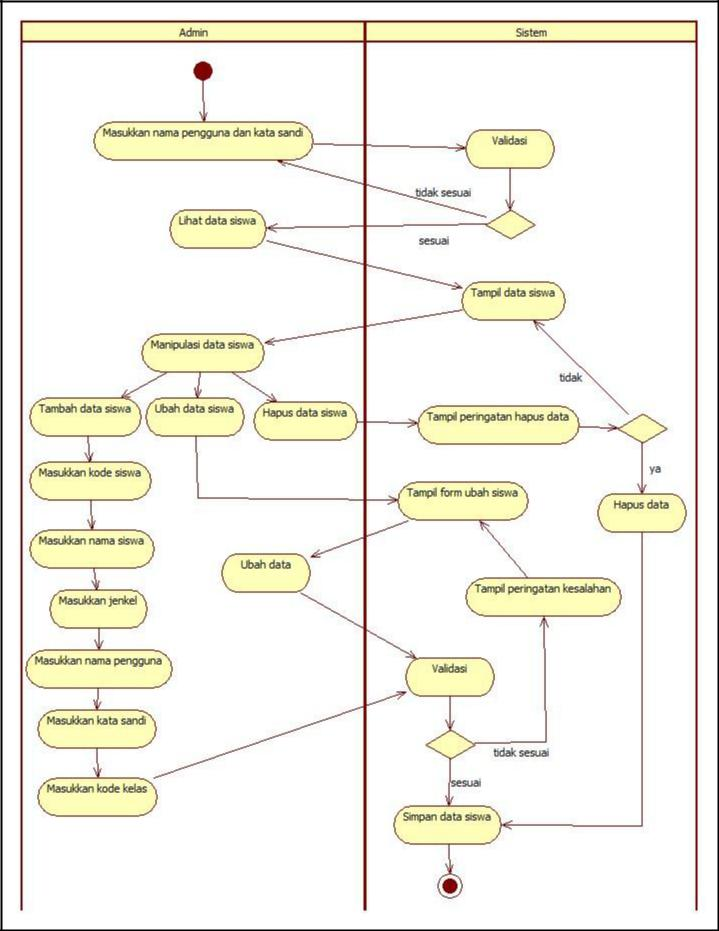 Admin
Sistem
Masukkan nama pengguna dan kata sandi
Validasi
tidak sesuai
Lihat data siswa
sesuai
Tampil data siswa
Manipulasi data siswa
tidak
Tambah data siswa
Ubah data siswa
Hapus data siswa
Tampil peringatan hapus data
ya
Masukkan kode siswa
Tampil form ubah siswa
Hapus data
Masukkan nama siswa
Ubah data
Tampil peringatan kesalahan
Masukkan jenkel
Masukkan nama pengguna
Validasi
Masukkan kata sandi
tidak sesuai
sesuai
Masukkan kode kelas
Simpan data siswa